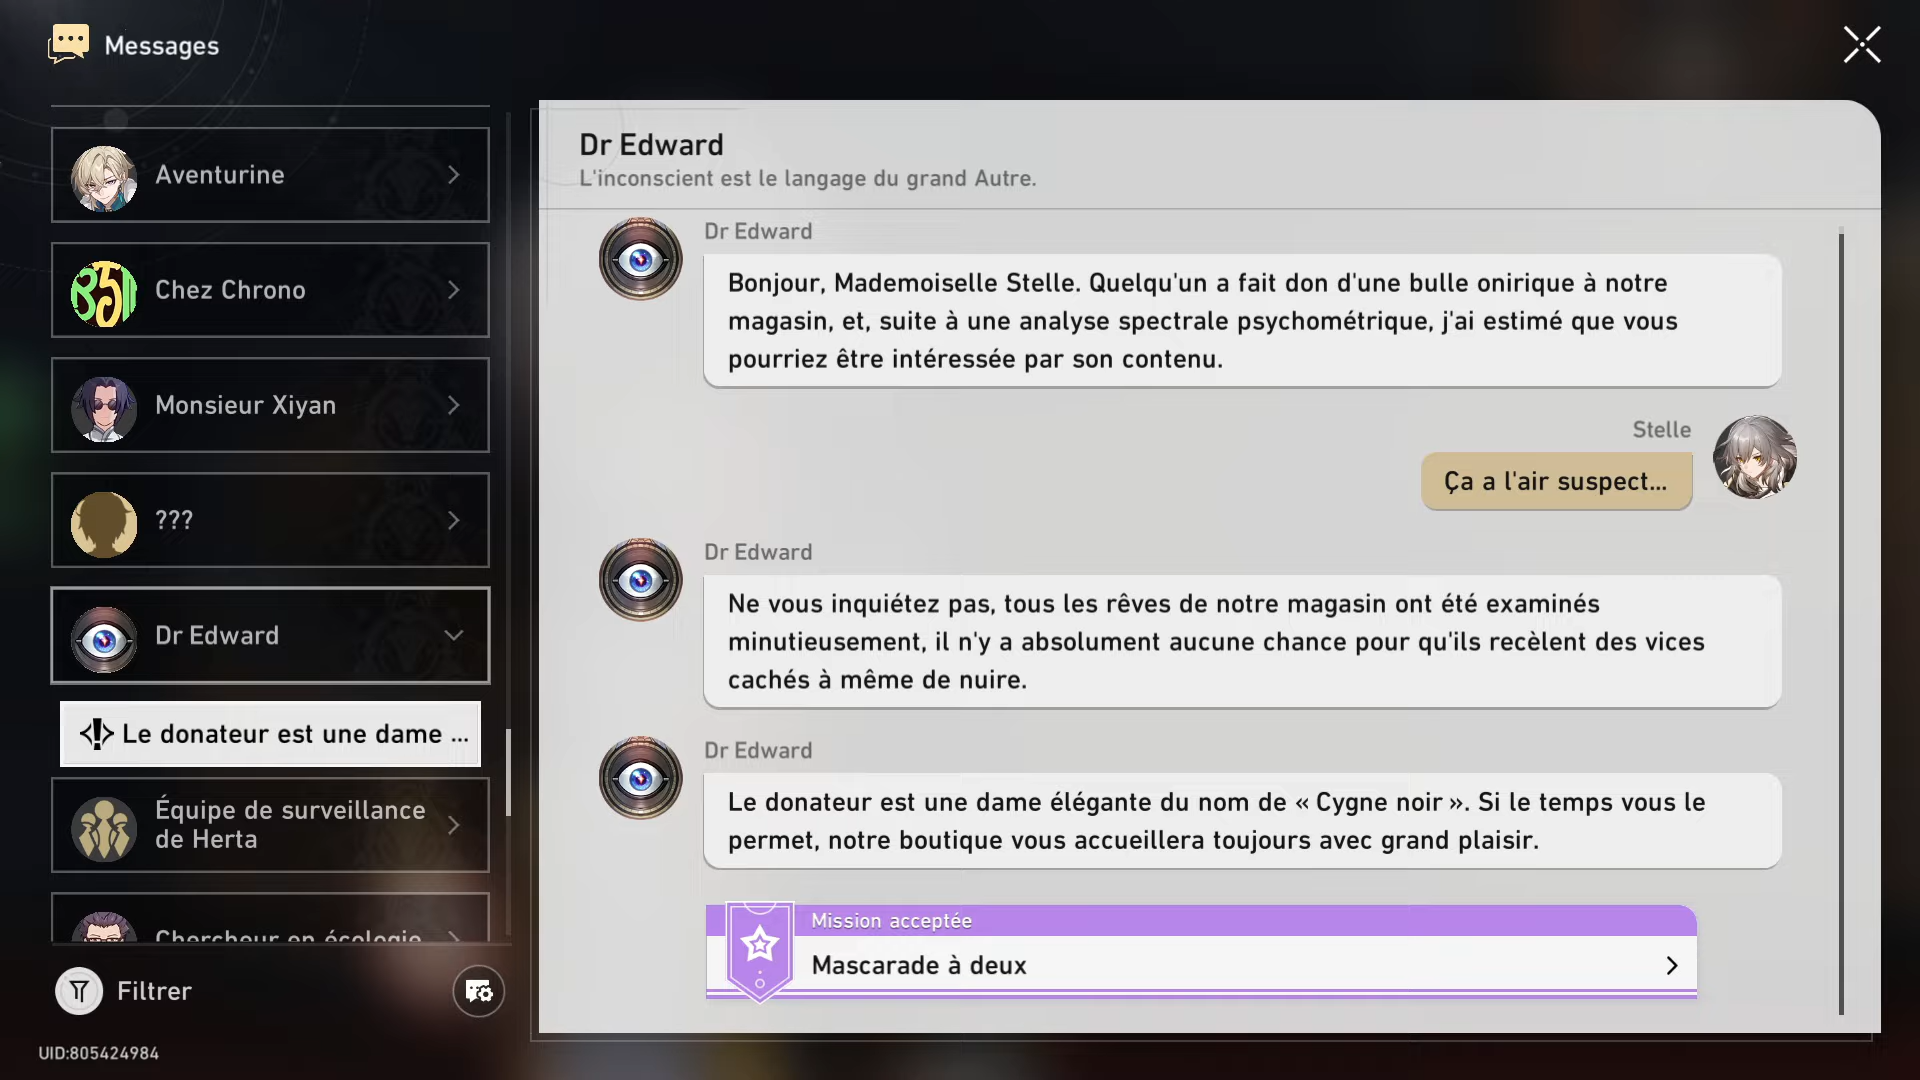 Messages
Aventurine
Chez Chrono
Monsieur Xiyan
???
Dr Edward
Le donateur est une dame ...
Équipe de surveillance
de Herta
Chercheur en écologie
Filtrer
UID:805424984
Dr Edward
L'inconscient est le langage du grand Autre.
Dr Edward
Bonjour, Mademoiselle Stelle. Quelqu'un a fait don d'une bulle onirique à notre
magasin, et, suite à une analyse spectrale psychométrique, j'ai estimé que vous
pourriez être intéressée par son contenu.
Stelle
Ça a l'air suspect...
Dr Edward
Ne vous inquiétez pas, tous les rêves de notre magasin ont été examinés
minutieusement, il n'y a absolument aucune chance pour qu'ils recèlent des vices
cachés à même de nuire.
Dr Edward
Le donateur est une dame élégante du nom de « Cygne noir ». Si le temps vous le
permet, notre boutique vous accueillera toujours avec grand plaisir.
Mission acceptée
Mascarade à deux